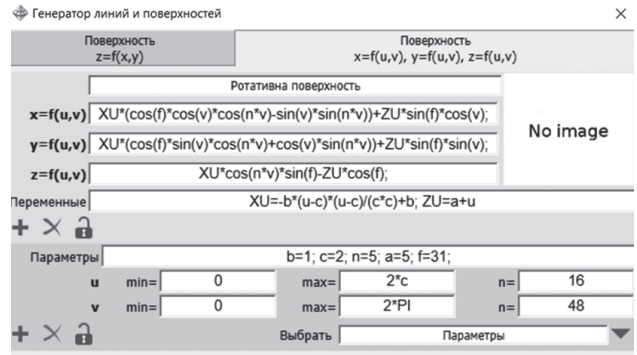 Генератор линий и поверхностей
Поверхность
z=f(x,y)
Поверхность
x=f(u,v), y=f(u,v), z=f(u,v)
Ротативна поверхность
x=f(u,v) XU*(cos(f)*cos(v)*cos(n*v)-sin(v)*sin(n*v))+ZU*sin(f)*cos(v);
y=f(u,v) XU*(cos(f)*sin(v)*cos(n*v)+cos(v)*sin(n*v))+ZU*sin(f)*sin(v);
z=f(u,v) XU*cos(n*v)*sin(f)-ZU*cos(f);
No image
Переменные XU=-b*(u-c)*(u-c)/(c*c)+b; ZU=a+u
Параметры b=1; c=2; n=5; a=5; f=31;
u min= 0 max= 2*c n= 16
v min= 0 max= 2*PI n= 48
Выбрать Параметры